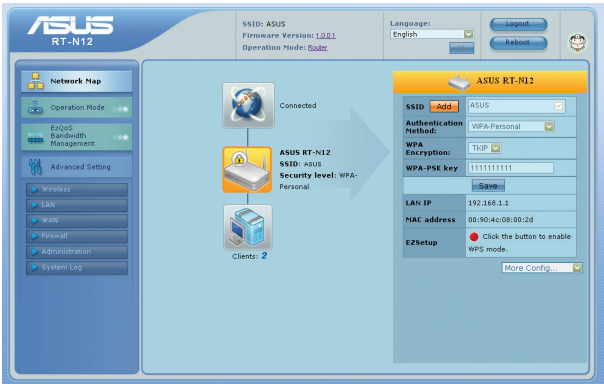 ASUS
RT-N12
SSID: ASUS
Firmware Version: 1.0.0.1
Operation Mode: Router
Language:
English
Logout
Reboot
Network Map
Operation Mode
EzQoS
Bandwidth
Management
Advanced Setting
Wireless
LAN
WAN
Firewall
Administration
System Log
Connected
ASUS RT-N12
SSID: ASUS
Security level: WPA-
Personal
Clients: 2
ASUS RT-N12
SSID Add ASUS
Authentication
Method: WPA-Personal
WPA
Encryption: TKIP
WPA-PSK key 1111111111
Save
LAN IP 192.168.1.1
MAC address 00:90:4c:08:00:2d
EZSetup Click the button to enable
WPS mode.
More Config...